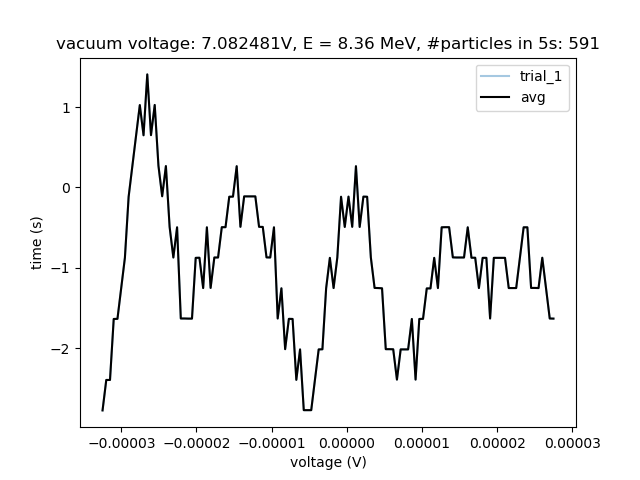 vacuum voltage: 7.082481V, E = 8.36 MeV, #particles in 5s: 591
trial_1
avg
1
0
−1
−2
time (s)
−0.00003 −0.00002 −0.00001 0.00000 0.00001 0.00002 0.00003
voltage (V)